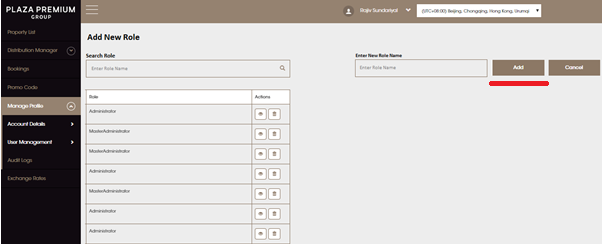 PLAZA PREMIUM
GROUP
Rajiv Sundariyal
(UTC+08:00) Beijing, Chongqing, Hong Kong, Urumqi
Property List
Distribution Manager
Bookings
Promo Code
Manage Profile
Account Details
User Management
Audit Logs
Exchange Rates
Add New Role
Search Role
Enter Role Name
Enter New Role Name
Enter Role Name
Add
Cancel
Role
Actions
Administrator
MasterAdministrator
MasterAdministrator
Administrator
MasterAdministrator
Administrator
Administrator